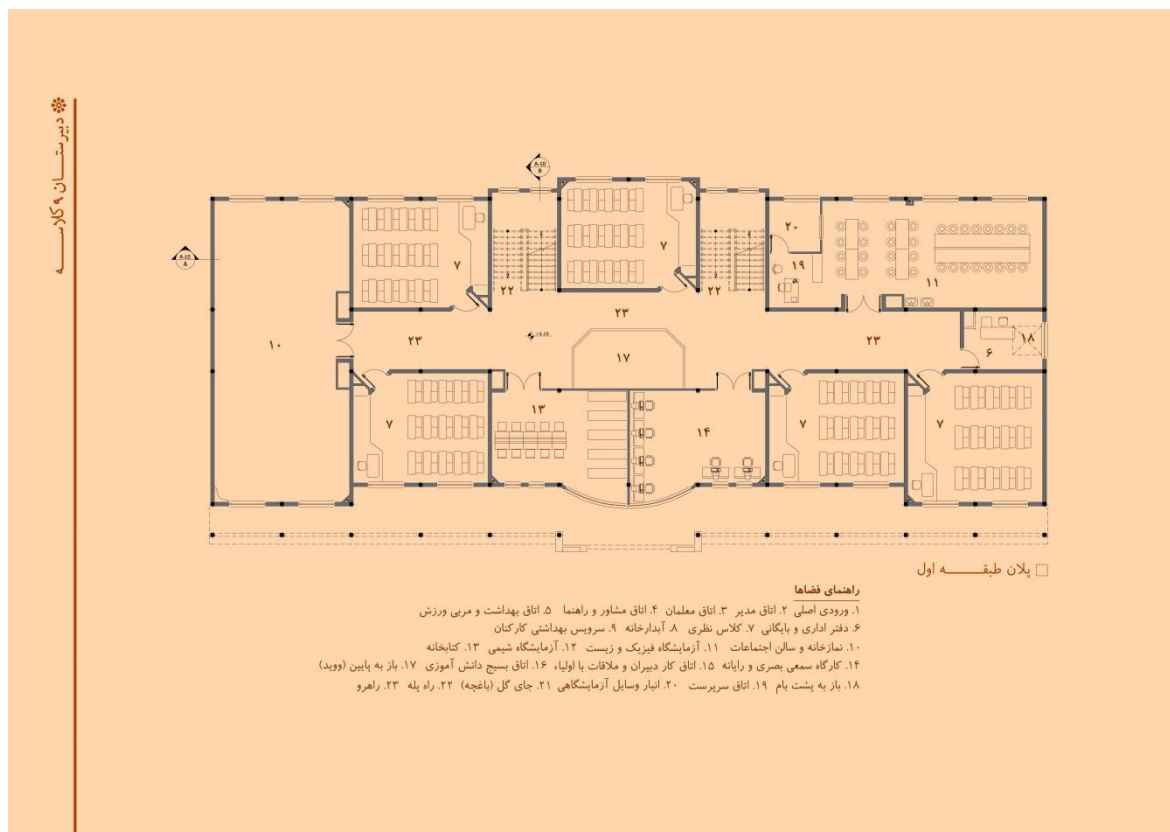 دبیرستان ۹ کلاسه
A-10
B
A-10
A
۲۰
۷
۷
۱۹
۲۲
۲۲
۱۱
۲۳
۱۰
۲۳
۲۳
۱۸
۶
۱۷
۱۳
۷
۱۴
۷
۷
پلان طبقه اول
راهنمای فضاها
۱. ورودی اصلی ۲. اتاق مدیر ۳. اتاق معلمان ۴. اتاق مشاور و راهنما ۵. اتاق بهداشت و مربی ورزش
۶. دفتر اداری و بایگانی ۷. کلاس نظری ۸. آبدارخانه ۹. سرویس بهداشتی کارکنان
۱۰. نمازخانه و سالن اجتماعات ۱۱. آزمایشگاه فیزیک و زیست ۱۲. آزمایشگاه شیمی ۱۳. کتابخانه
۱۴. کارگاه سمعی بصری و رایانه ۱۵. اتاق کار دبیران و ملاقات با اولیاء ۱۶. اتاق بسیج دانش آموزی ۱۷. باز به پایین (ووید)
۱۸. باز به پشت بام ۱۹. اتاق سرپرست ۲۰. انبار وسایل آزمایشگاهی ۲۱. جای گل (باغچه) ۲۲. راه پله ۲۳. راهرو